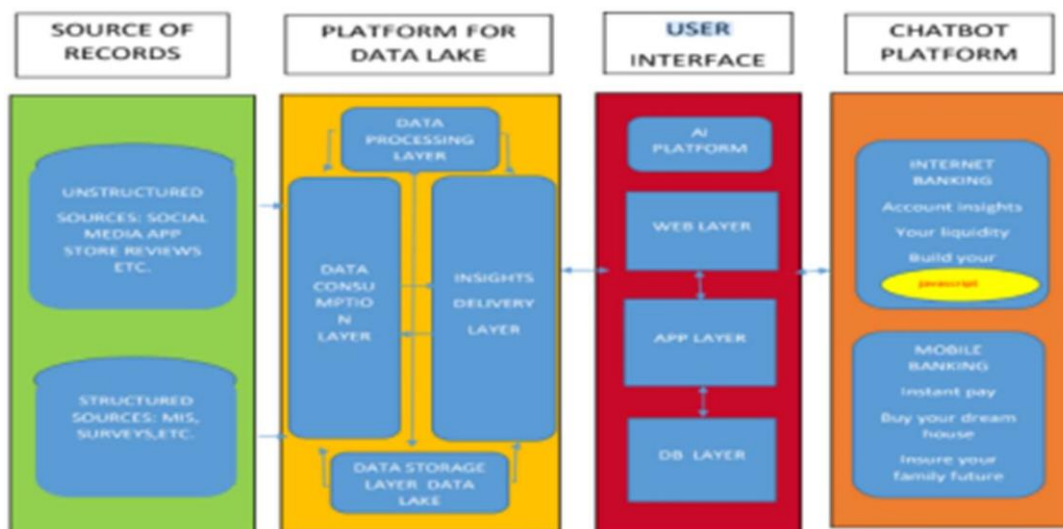 SOURCE OF
RECORDS
PLATFORM FOR
DATA LAKE
USER
INTERFACE
CHATBOT
PLATFORM
UNSTRUCTURED
SOURCES: SOCIAL
MEDIA APP
STORE REVIEWS
ETC.
STRUCTURED
SOURCES: MIS,
SURVEYS,ETC.
DATA
PROCESSING
LAYER
DATA
CONSU
MPTIO
N
LAYER
INSIGHTS
DELIVERY
LAYER
DATA STORAGE
LAYER DATA
LAKE
AI
PLATFORM
WEB LAYER
APP LAYER
DB LAYER
INTERNET
BANKING
Account insights
Your liquidity
Build your
javascript
MOBILE
BANKING
Instant pay
Buy your dream
house
Insure your
family future